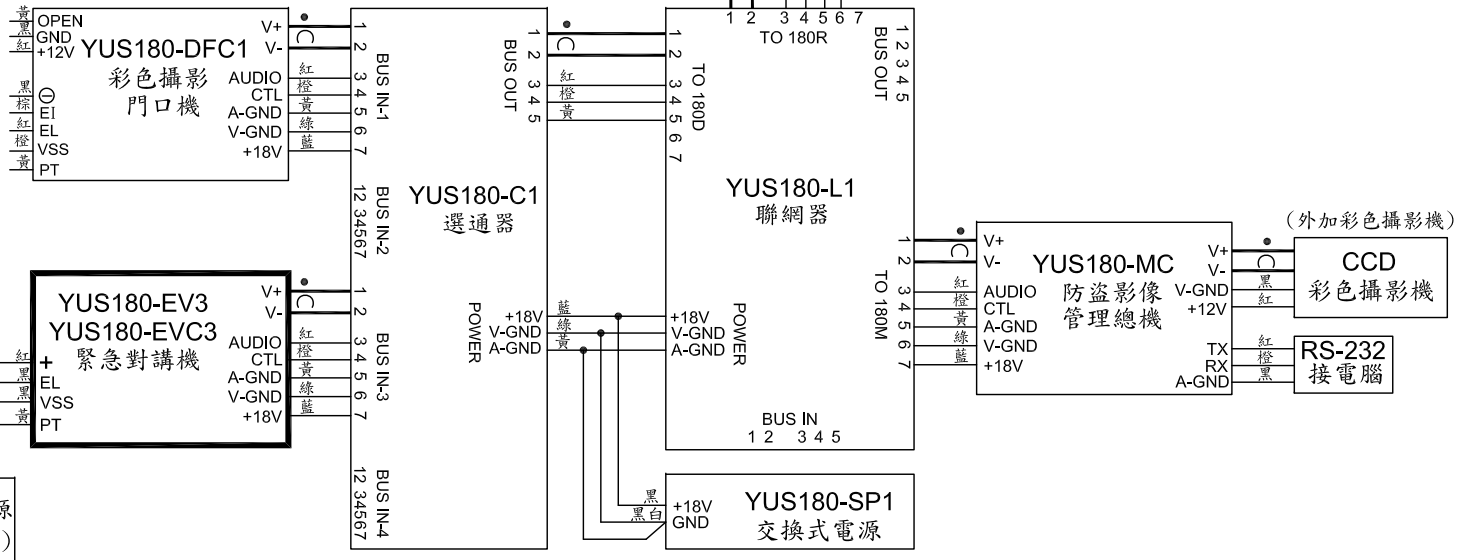 黃 OPEN
黑 GND
紅 +12V
YUS180-DFC1
彩色攝影
門口機
黑 ⊖
棕 EI
紅 EL
橙 VSS
黃 PT
V+
V-
AUDIO 紅
CTL 橙
A-GND 黃
V-GND 綠
+18V 藍
1
2
3
4
5
6
7
BUS IN-1
12 34567
BUS IN-2
YUS180-C1
選通器
YUS180-EV3
YUS180-EVC3
緊急對講機
紅 +
黑 EL
黑 VSS
黃 PT
V+
V-
AUDIO 紅
CTL 橙
A-GND 黃
V-GND 綠
+18V 藍
1
2
3
4
5
6
7
BUS IN-3
12 34567
BUS IN-4
源
)
BUS OUT
1
2
3 紅
4 橙
5 黃
POWER
+18V 藍
V-GND 綠
A-GND 黃
1 2 3 4 5 6 7
TO 180R
1
2
3
4
5
6
7
TO 180D
1 2 3 4 5
BUS OUT
YUS180-L1
聯網器
+18V
V-GND
A-GND
POWER
BUS IN
1 2 3 4 5
1
2
3 紅
4 橙
5 黃
6 綠
7 藍
TO 180M
黑 +18V
黑白 GND
YUS180-SP1
交換式電源
V+
V-
AUDIO
CTL
A-GND
V-GND
+18V
YUS180-MC
防盜影像
管理總機
V+
V-
V-GND 黑
+12V 紅
TX 紅
RX 橙
A-GND 黑
(外加彩色攝影機)
CCD
彩色攝影機
RS-232
接電腦